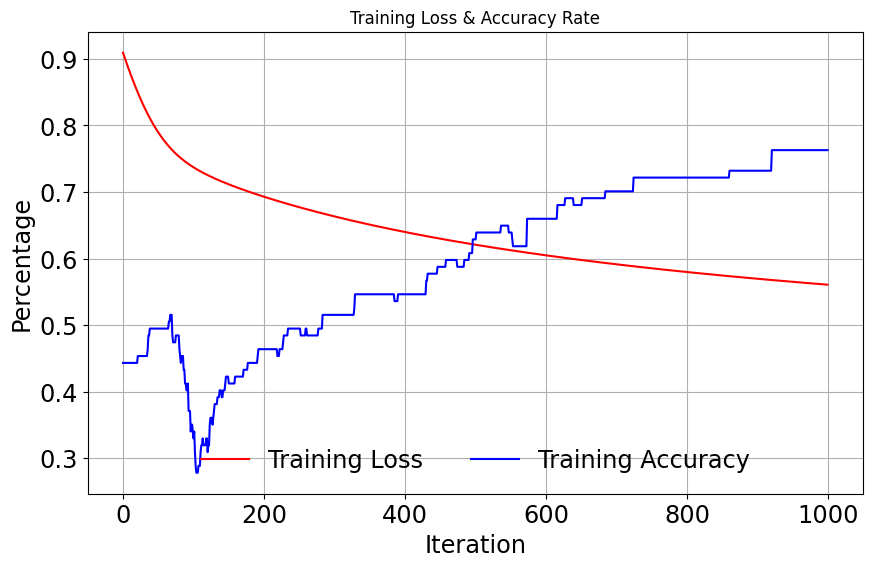 Training Loss & Accuracy Rate
0.9
0.8
0.7
0.6
0.5
0.4
0.3
Percentage
Training Loss
Training Accuracy
0
200
400
600
800
1000
Iteration